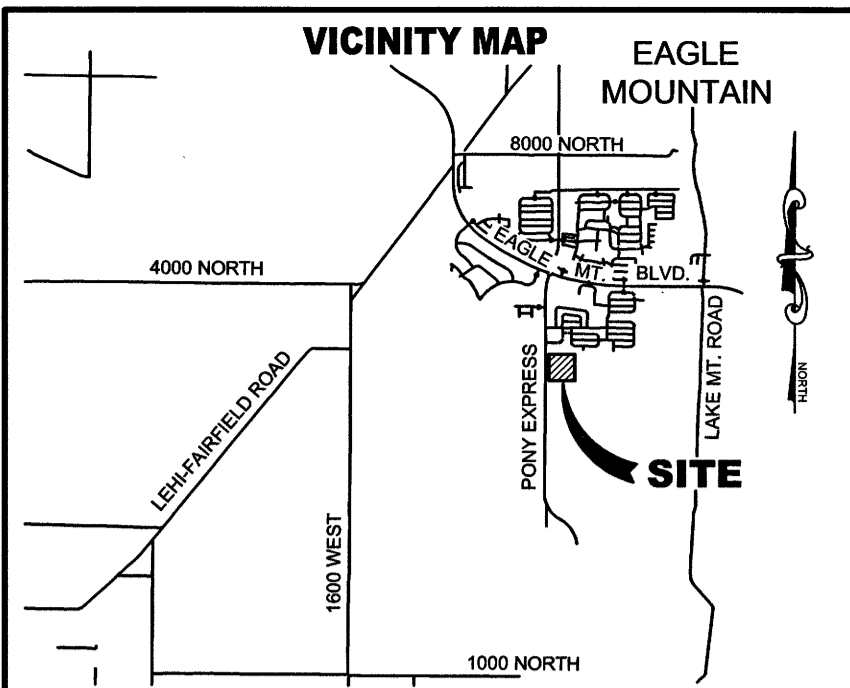 VICINITY MAP
EAGLE
MOUNTAIN
8000 NORTH
EAGLE MT. BLVD.
4000 NORTH
LEHI-FAIRFIELD ROAD
PONY EXPRESS
LAKE MT. ROAD
NORTH
SITE
1600 WEST
1000 NORTH